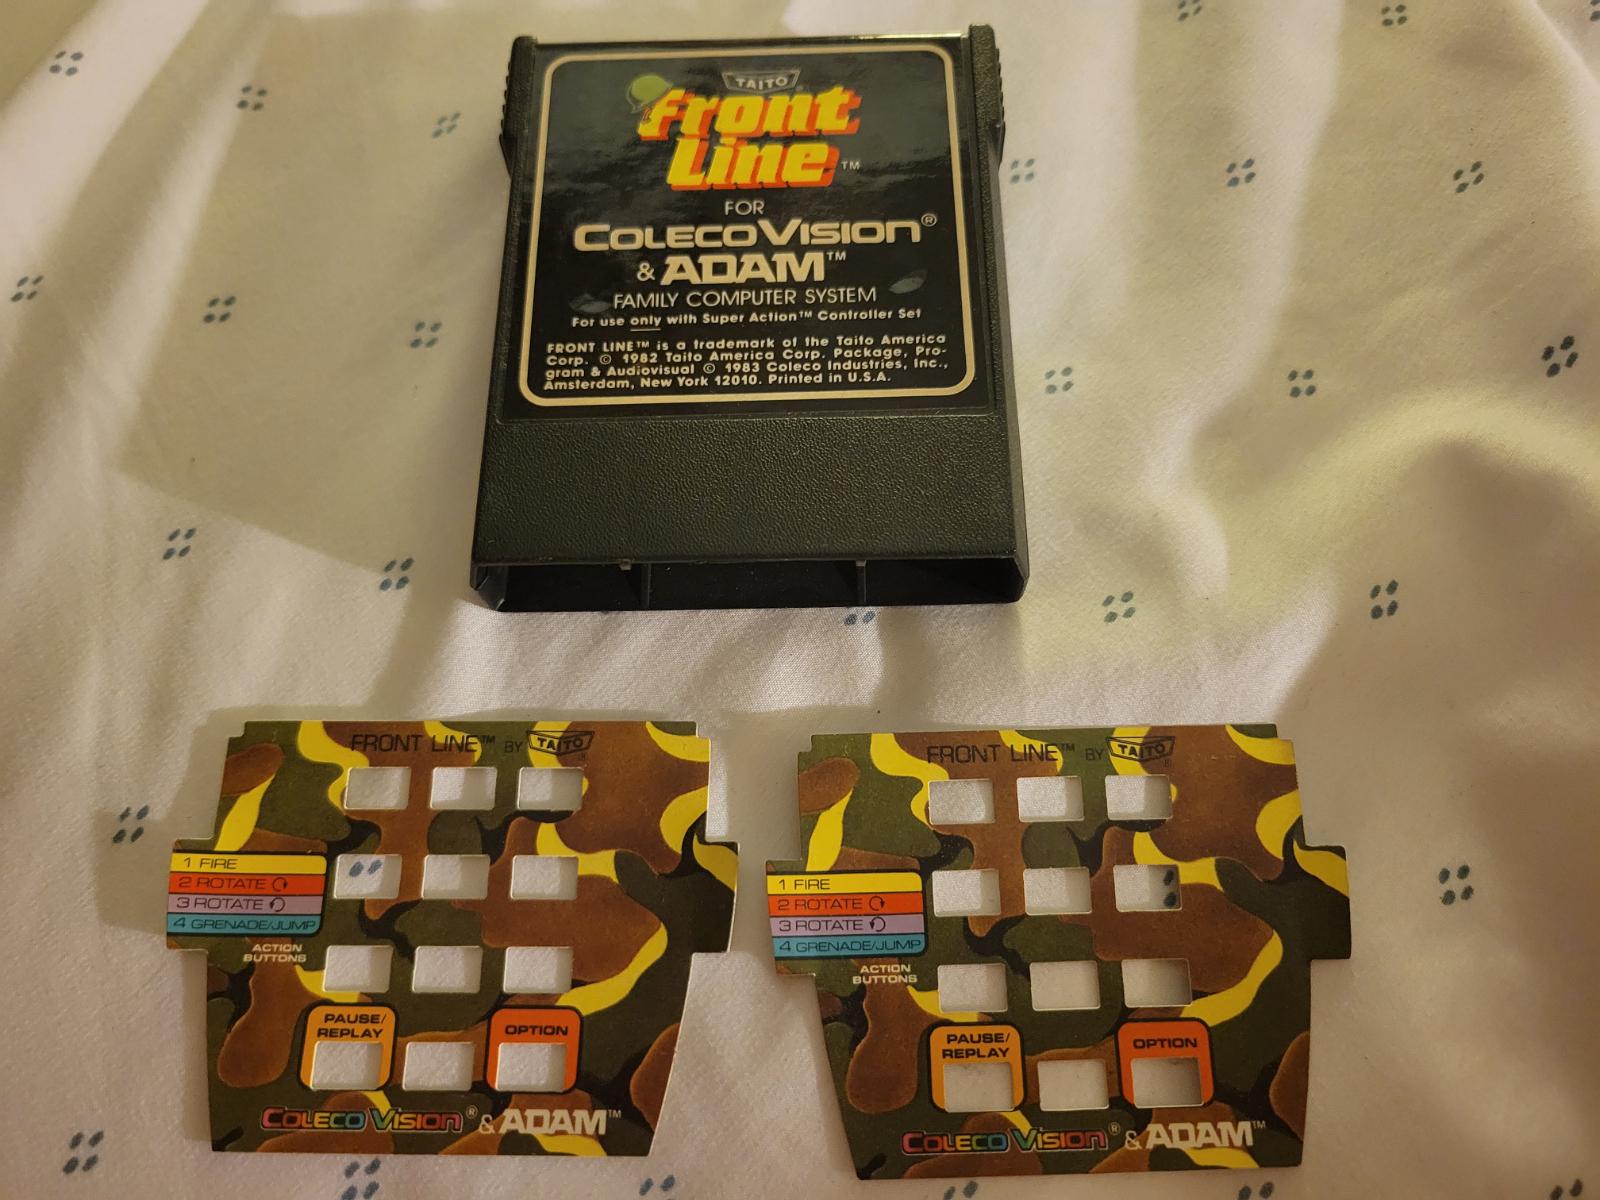 TAITO
Front
Line™
FOR
COLECOVISION®
& ADAM™
FAMILY COMPUTER SYSTEM
For use only with Super Action™ Controller Set
FRONT LINE™ is a trademark of the Taito America
Corp. © 1982 Taito America Corp. Package, Pro-
gram & Audiovisual © 1983 Coleco Industries, Inc.,
Amsterdam, New York 12010. Printed in U.S.A.
FRONT LINE™ BY TAITO®
1 FIRE
2 ROTATE
3 ROTATE
4 GRENADE/JUMP
ACTION
BUTTONS
PAUSE/
REPLAY
OPTION
COLECOVISION® & ADAM™
FRONT LINE™ BY TAITO®
1 FIRE
2 ROTATE
3 ROTATE
4 GRENADE/JUMP
ACTION
BUTTONS
PAUSE/
REPLAY
OPTION
COLECOVISION® & ADAM™